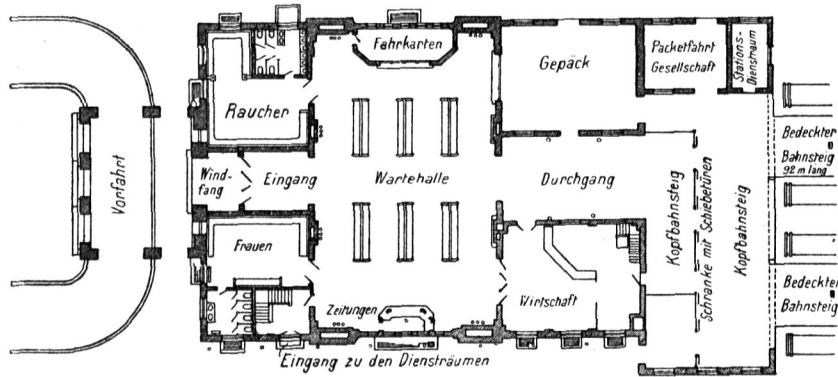 Fahrkarten
Gepäck
Packetfahrt
Gesellschaft
Stations-
Dienstraum
Raucher
Bedeckter
Bahnsteig
92 m lang
Vorfahrt
Wind-
fang
Eingang
Wartehalle
Durchgang
Kopfbahnsteig
Schranke mit Schiebetüren
Kopfbahnsteig
Frauen
Zeitungen
Wirtschaft
Bedeckter
Bahnsteig
Eingang zu den Diensträumen